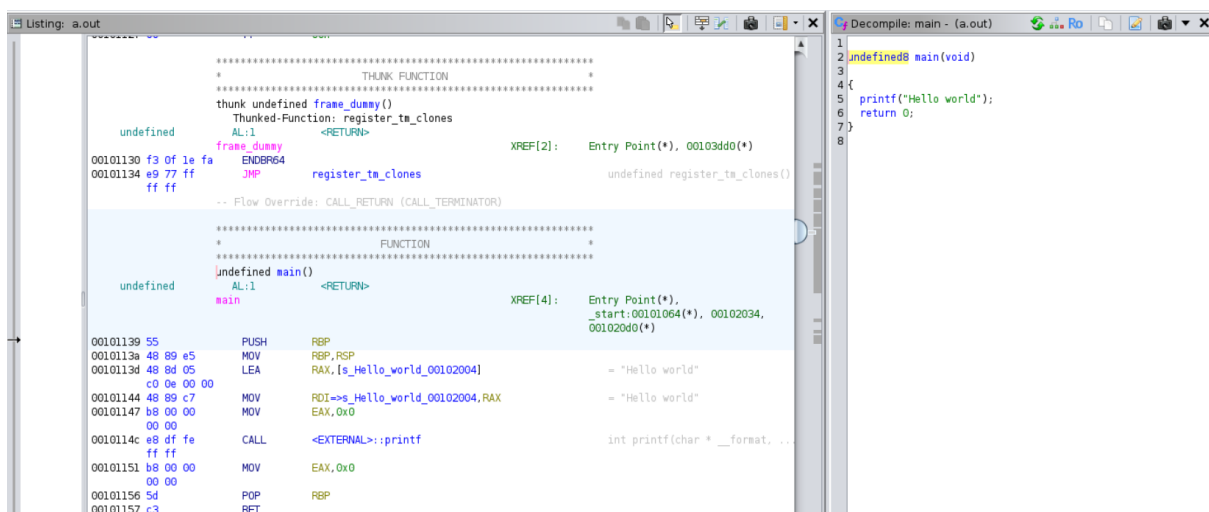 Listing: a.out
************************************************************
* THUNK FUNCTION *
************************************************************
thunk undefined frame_dummy()
Thunked-Function: register_tm_clones
undefined AL:1 <RETURN>
frame_dummy XREF[2]: Entry Point(*), 00103dd0(*)
00101130 f3 0f 1e fa ENDBR64
00101134 e9 77 ff JMP register_tm_clones undefined register_tm_clones()
ff ff
-- Flow Override: CALL_RETURN (CALL_TERMINATOR)
************************************************************
* FUNCTION *
************************************************************
undefined main()
undefined AL:1 <RETURN>
main XREF[4]: Entry Point(*),
_start:00101064(*), 00102034,
001020d0(*)
00101139 55 PUSH RBP
0010113a 48 89 e5 MOV RBP,RSP
0010113d 48 8d 05 LEA RAX,[s_Hello_world_00102004] = "Hello world"
c0 0e 00 00
00101144 48 89 c7 MOV RDI=>s_Hello_world_00102004,RAX = "Hello world"
00101147 b8 00 00 MOV EAX,0x0
00 00
0010114c e8 df fe CALL <EXTERNAL>::printf int printf(char * __format, ...
ff ff
00101151 b8 00 00 MOV EAX,0x0
00 00
00101156 5d POP RBP
00101157 c3 RET
Decompile: main - (a.out)
Ro
1
2 undefined8 main(void)
3
4 {
5 printf("Hello world");
6 return 0;
7 }
8